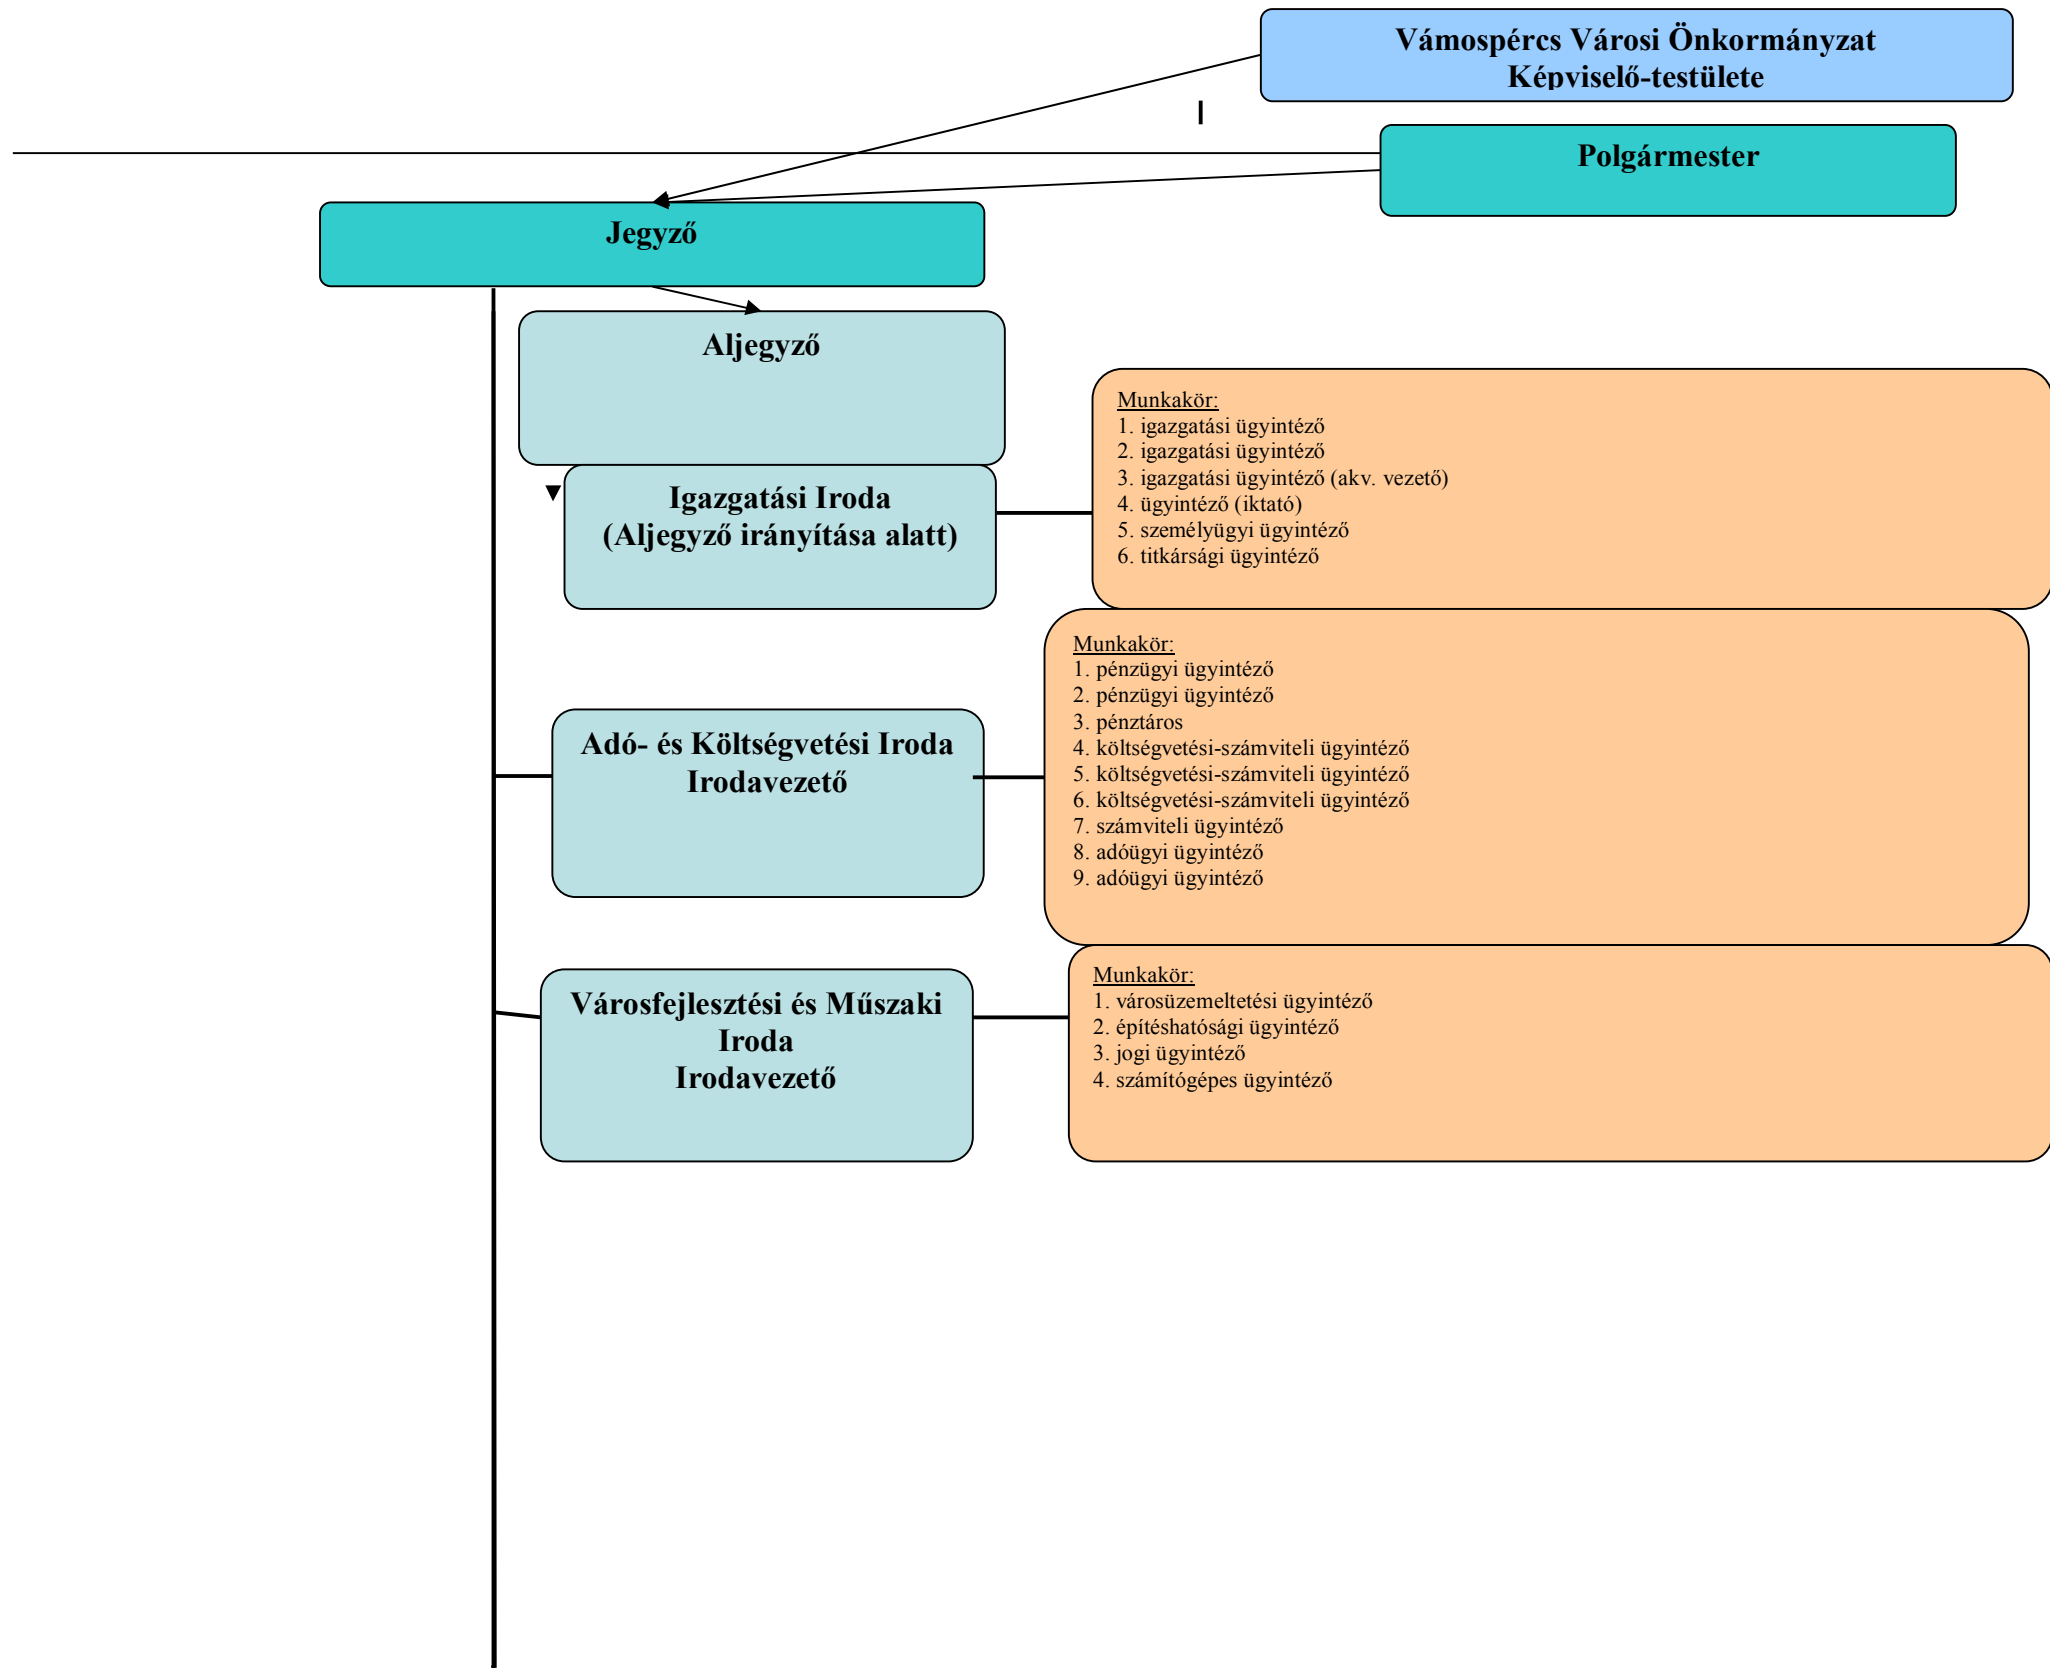 Vámospércs Városi Önkormányzat
Képviselő-testülete
Polgármester
Jegyző
Aljegyző
Igazgatási Iroda
(Aljegyző irányítása alatt)
Munkakör:
1. igazgatási ügyintéző
2. igazgatási ügyintéző
3. igazgatási ügyintéző (akv. vezető)
4. ügyintéző (iktató)
5. személyügyi ügyintéző
6. titkársági ügyintéző
Adó- és Költségvetési Iroda
Irodavezető
Munkakör:
1. pénzügyi ügyintéző
2. pénzügyi ügyintéző
3. pénztáros
4. költségvetési-számviteli ügyintéző
5. költségvetési-számviteli ügyintéző
6. költségvetési-számviteli ügyintéző
7. számviteli ügyintéző
8. adóügyi ügyintéző
9. adóügyi ügyintéző
Városfejlesztési és Műszaki
Iroda
Irodavezető
Munkakör:
1. városüzemeltetési ügyintéző
2. építéshatósági ügyintéző
3. jogi ügyintéző
4. számítógépes ügyintéző